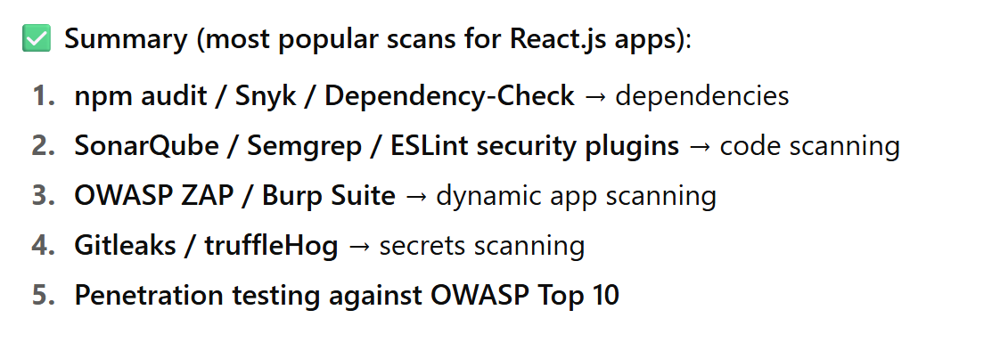 ✅ Summary (most popular scans for React.js apps):
1. npm audit / Snyk / Dependency-Check → dependencies
2. SonarQube / Semgrep / ESLint security plugins → code scanning
3. OWASP ZAP / Burp Suite → dynamic app scanning
4. Gitleaks / truffleHog → secrets scanning
5. Penetration testing against OWASP Top 10